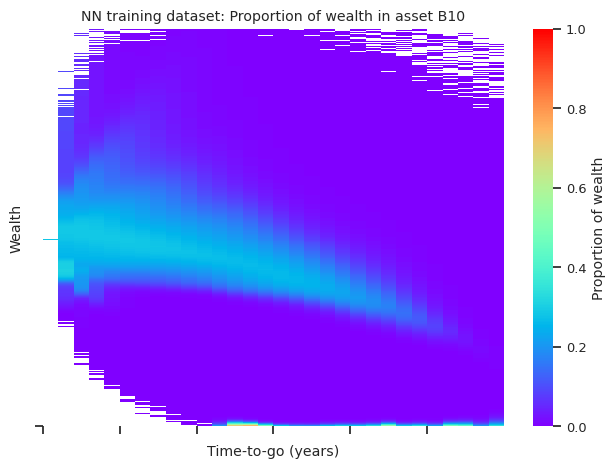 NN training dataset: Proportion of wealth in asset B10
Wealth
Time-to-go (years)
1.0
0.8
0.6
0.4
0.2
0.0
Proportion of wealth